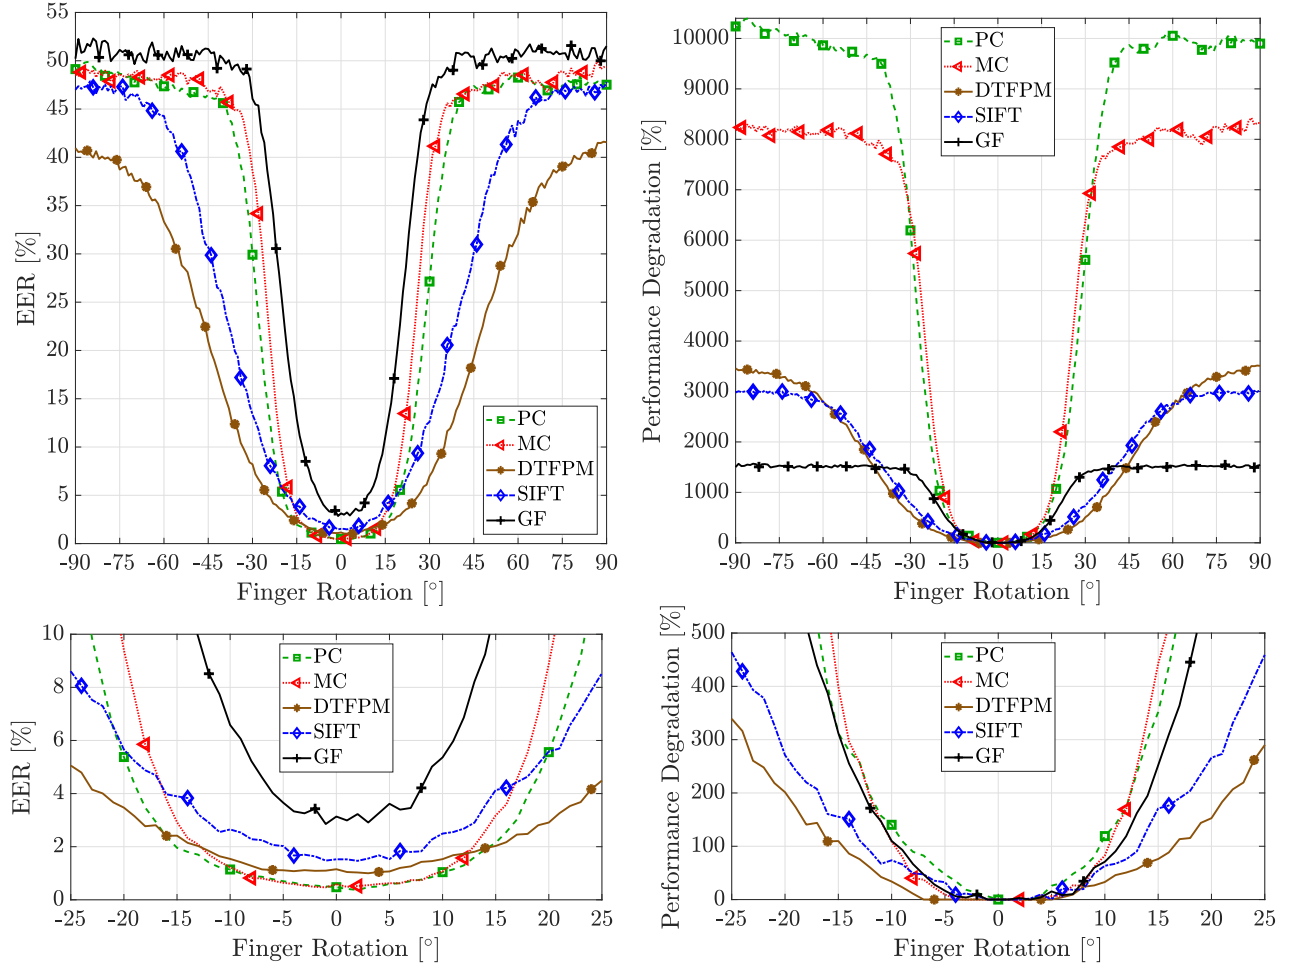 EER [%]
55
50
45
40
35
30
25
20
15
10
5
0
-90 -75 -60 -45 -30 -15 0 15 30 45 60 75 90
Finger Rotation [°]
PC
MC
DTFPM
SIFT
GF
Performance Degradation [%]
10000
9000
8000
7000
6000
5000
4000
3000
2000
1000
0
-90 -75 -60 -45 -30 -15 0 15 30 45 60 75 90
Finger Rotation [°]
PC
MC
DTFPM
SIFT
GF
EER [%]
10
8
6
4
2
0
-25 -20 -15 -10 -5 0 5 10 15 20 25
Finger Rotation [°]
PC
MC
DTFPM
SIFT
GF
Performance Degradation [%]
500
400
300
200
100
0
-25 -20 -15 -10 -5 0 5 10 15 20 25
Finger Rotation [°]
PC
MC
DTFPM
SIFT
GF